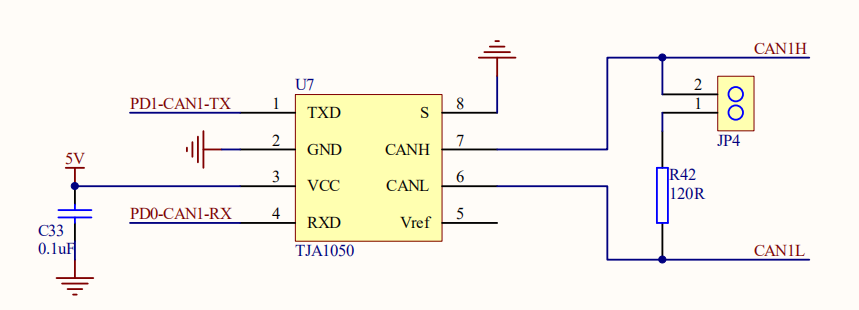 CAN1H
U7
2
PD1-CAN1-TX
1
TXD
S
8
1
JP4
2
GND
CANH
7
5V
3
VCC
CANL
6
R42
120R
PD0-CAN1-RX
4
RXD
Vref
5
C33
0.1uF
TJA1050
CAN1L